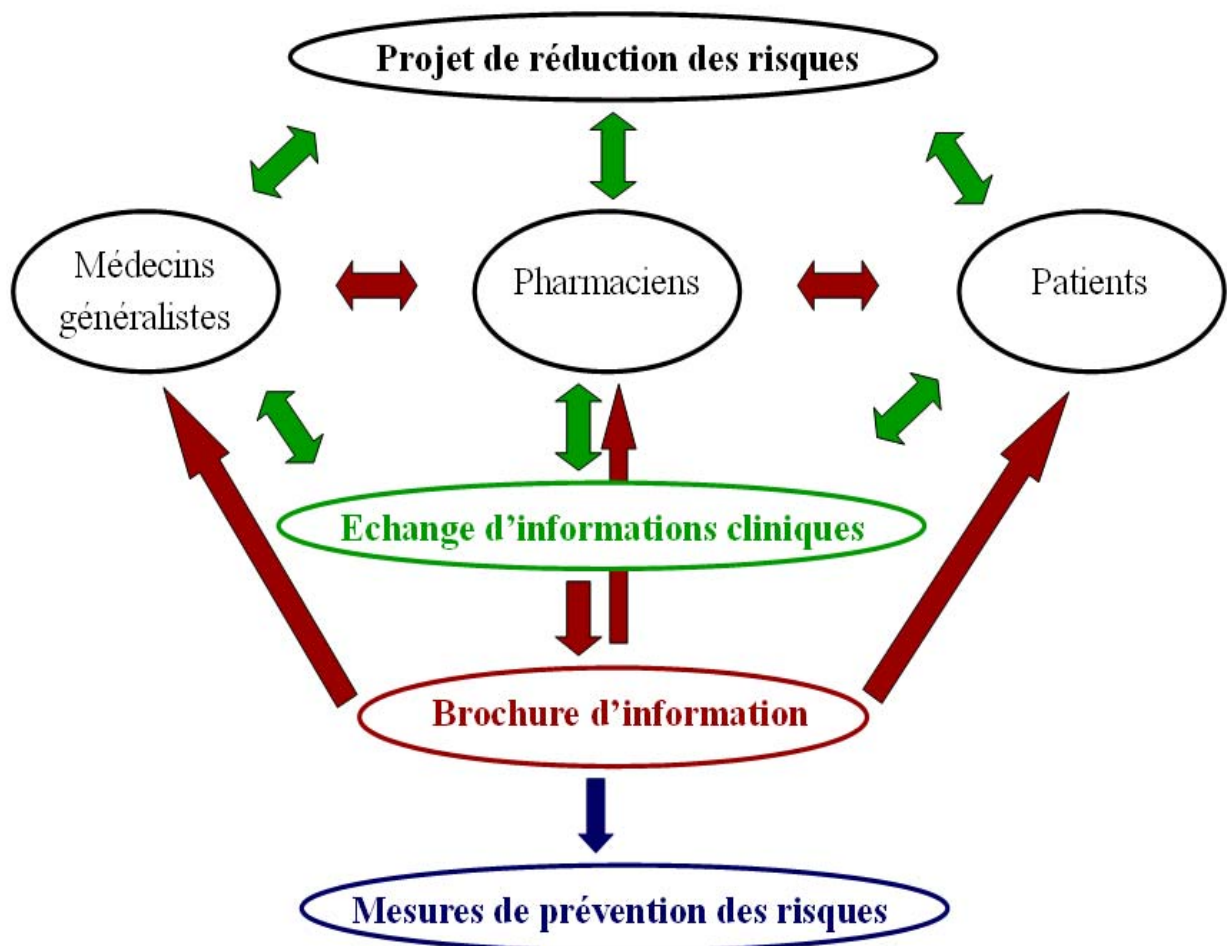 Projet de réduction des risques
Médecins
généralistes
Pharmaciens
Patients
Echange d’informations cliniques
Brochure d’information
Mesures de prévention des risques